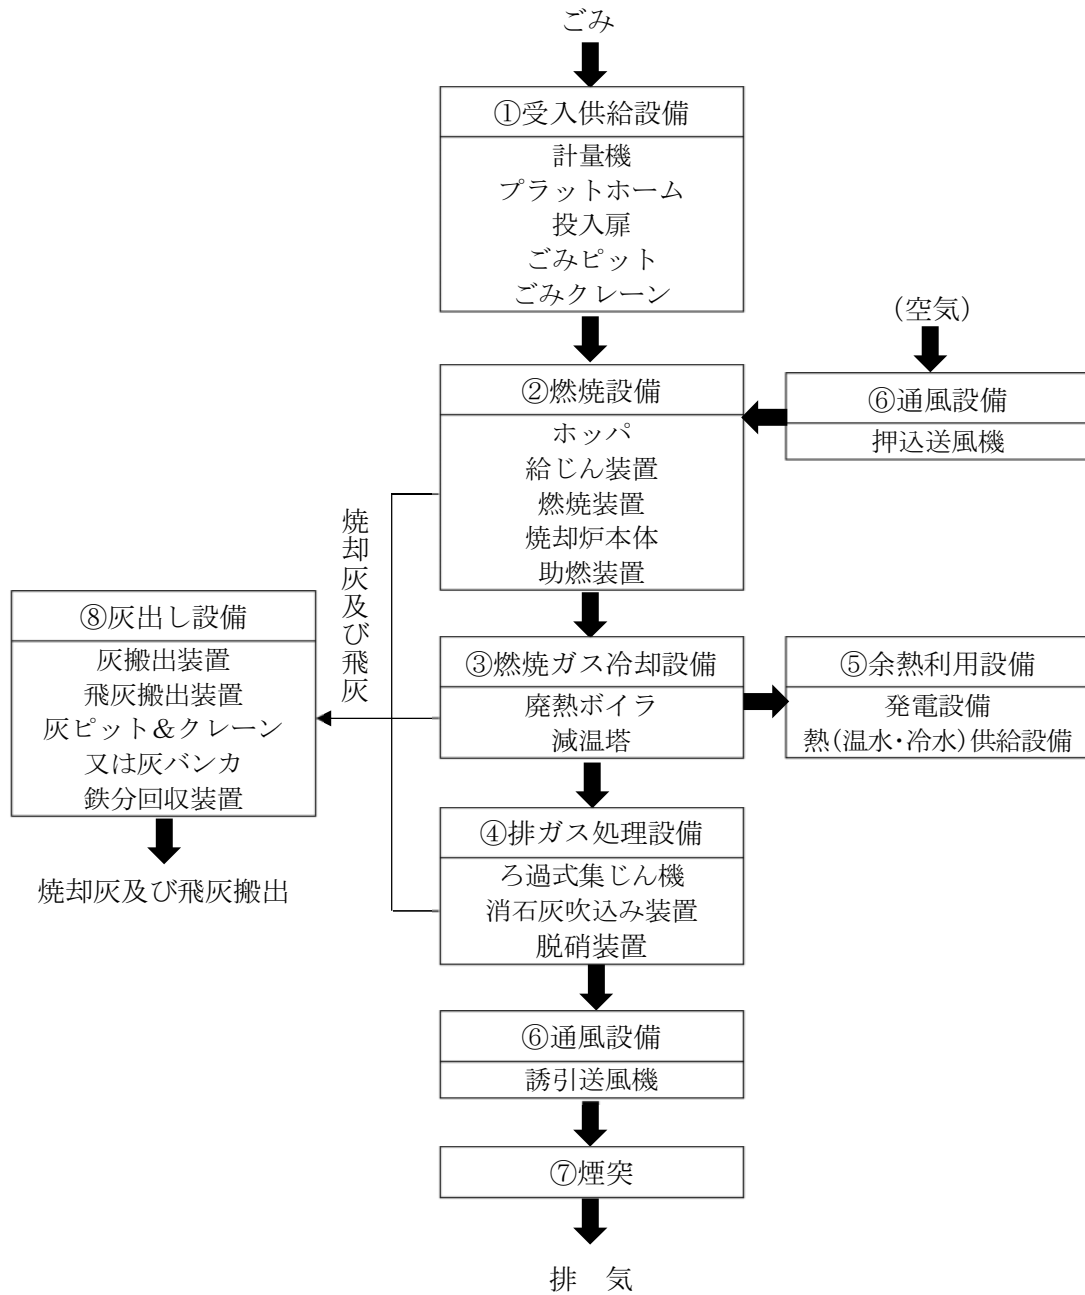 ごみ
①受入供給設備
計量機
プラットホーム
投入扉
ごみピット
ごみクレーン
(空気)
②燃焼設備
ホッパ
給じん装置
燃焼装置
焼却炉本体
助燃装置
⑥通風設備
押込送風機
焼却灰及び飛灰
⑧灰出し設備
灰搬出装置
飛灰搬出装置
灰ピット&クレーン
又は灰バンカ
鉄分回収装置
焼却灰及び飛灰搬出
③燃焼ガス冷却設備
廃熱ボイラ
減温塔
⑤余熱利用設備
発電設備
熱(温水・冷水)供給設備
④排ガス処理設備
ろ過式集じん機
消石灰吹込み装置
脱硝装置
⑥通風設備
誘引送風機
⑦煙突
排 気